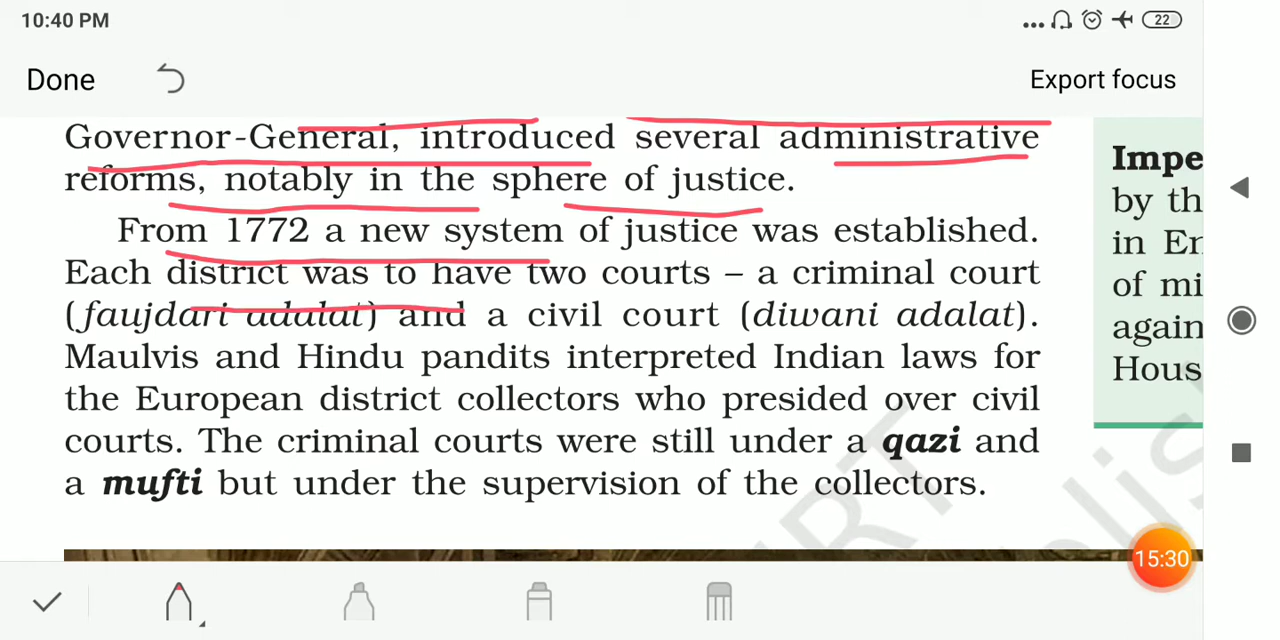 10:40 PM
22
Done
Export focus
Governor-General, introduced several administrative
reforms, notably in the sphere of justice.
From 1772 a new system of justice was established.
Each district was to have two courts – a criminal court
(faujdari adalat) and a civil court (diwani adalat).
Maulvis and Hindu pandits interpreted Indian laws for
the European district collectors who presided over civil
courts. The criminal courts were still under a qazi and
a mufti but under the supervision of the collectors.
Impe
by th
in En
of mi
again
Hous
15:30